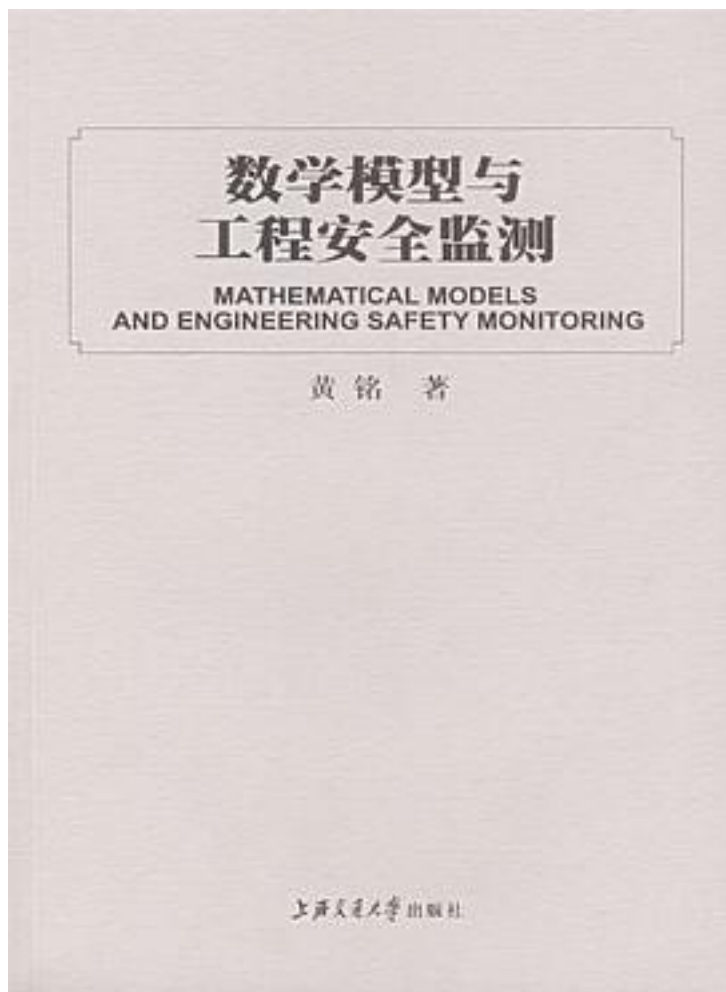 数学模型与
工程安全监测
MATHEMATICAL MODELS
AND ENGINEERING SAFETY MONITORING
黄铭 著
上海交通大学出版社